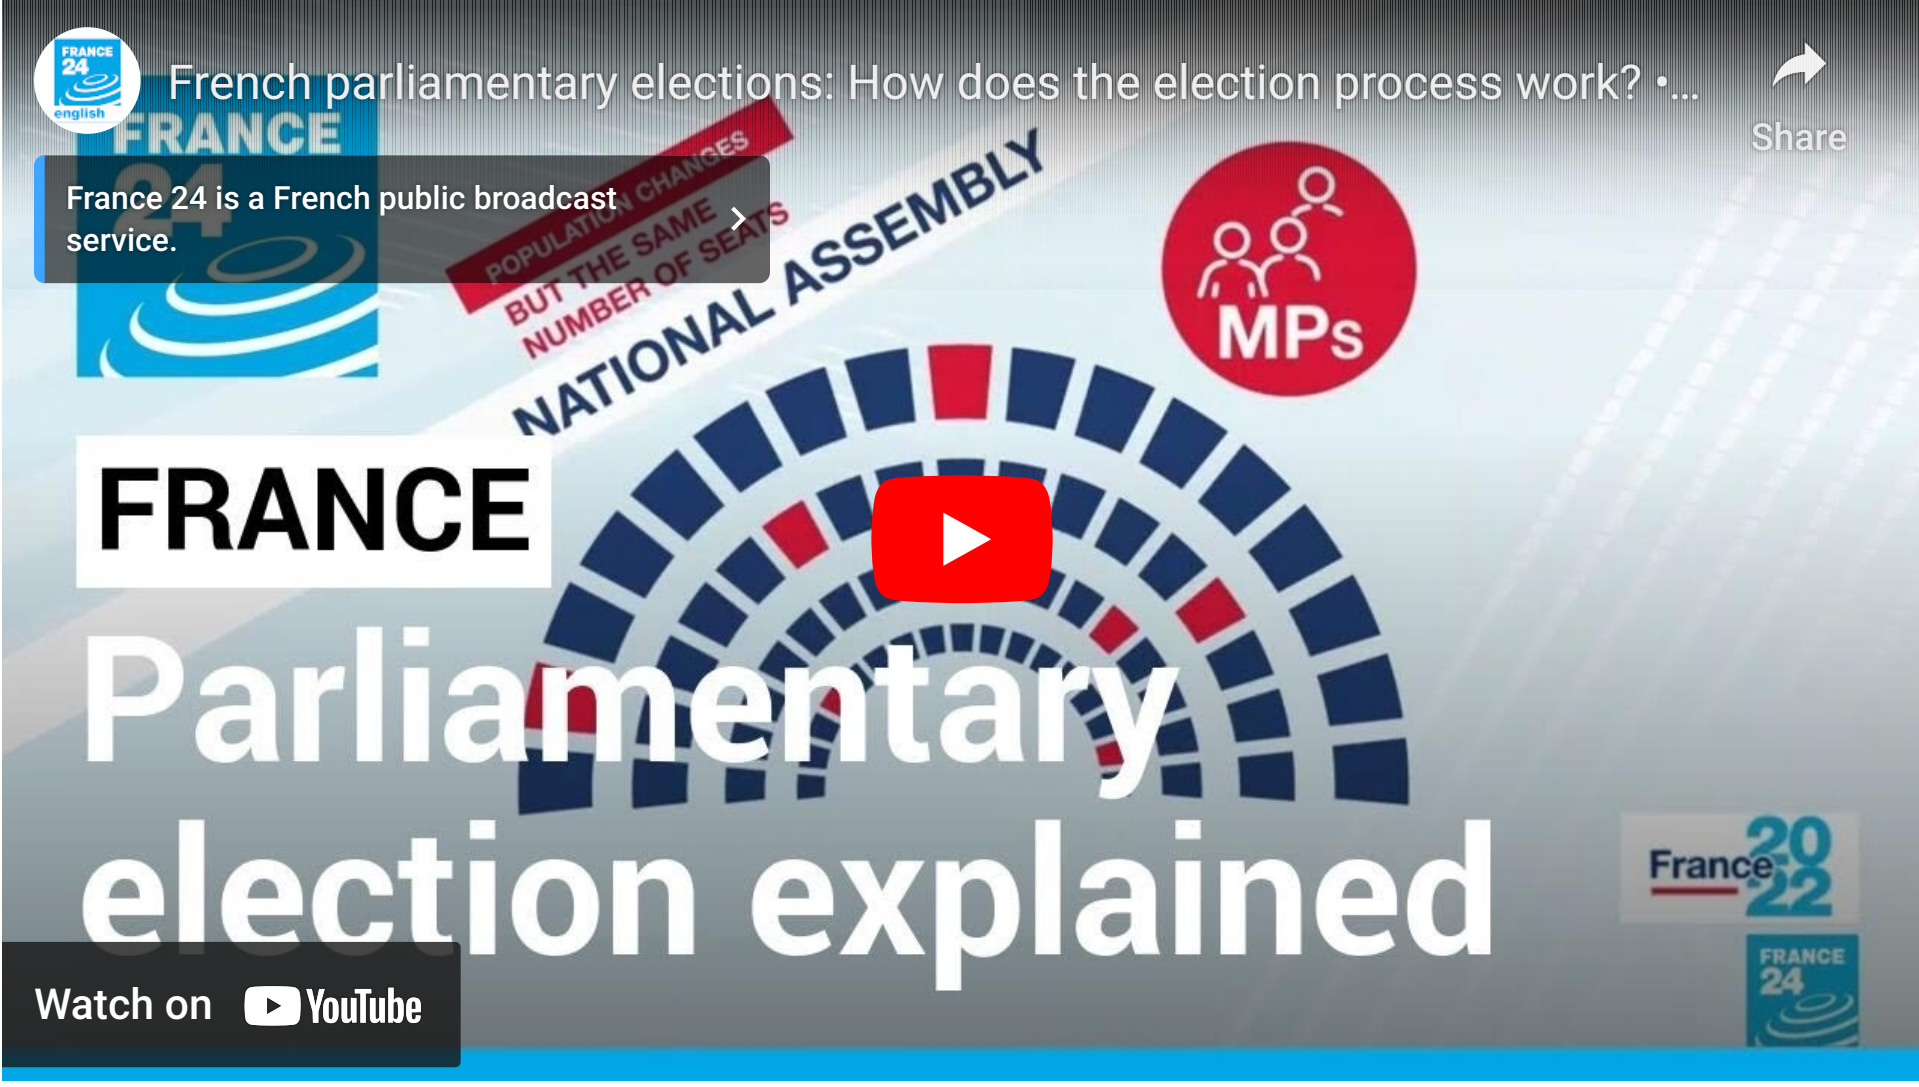 FRANCE
24
english
French parliamentary elections: How does the election process work? •...
Share
FRANCE
24
France 24 is a French public broadcast
service.
POPULATION CHANGES
BUT THE SAME
NUMBER OF SEATS
NATIONAL ASSEMBLY
MPs
FRANCE
Parliamentary
election explained
France 20
22
FRANCE
24
Watch on YouTube